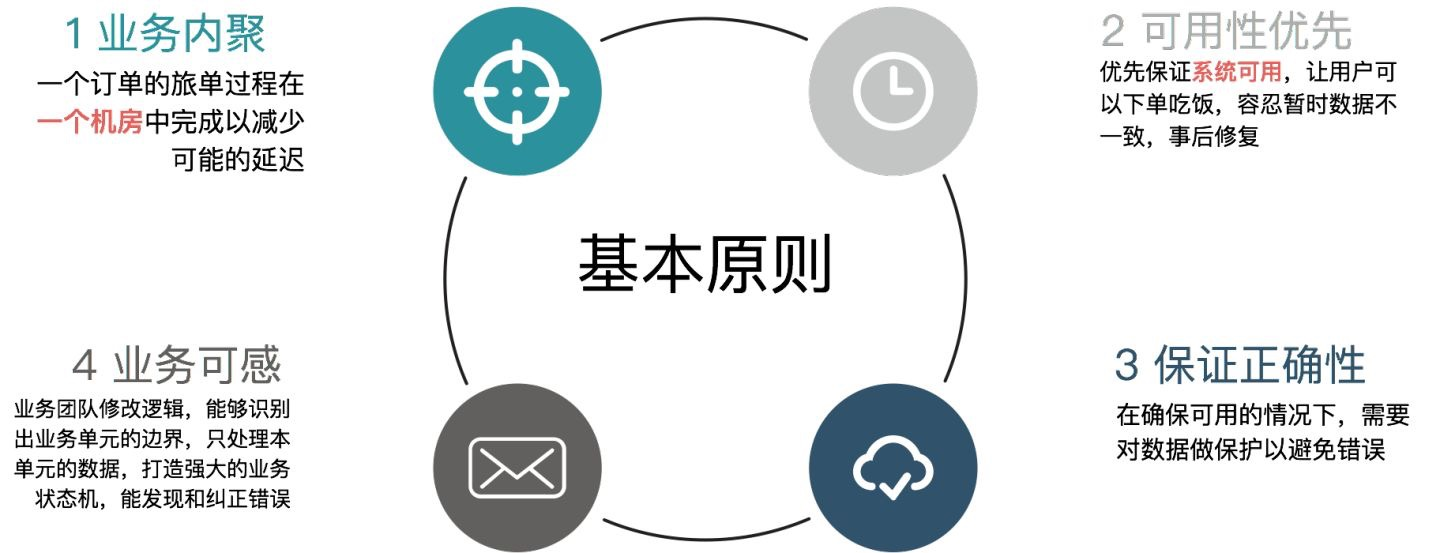 1 业务内聚
一个订单的旅单过程在
一个机房中完成以减少
可能的延迟
2 可用性优先
优先保证系统可用，让用户可
以下单吃饭，容忍暂时数据不
一致，事后修复
基本原则
4 业务可感
业务团队修改逻辑，能够识别
出业务单元的边界，只处理本
单元的数据，打造强大的业务
状态机，能发现和纠正错误
3 保证正确性
在确保可用的情况下，需要
对数据做保护以避免错误